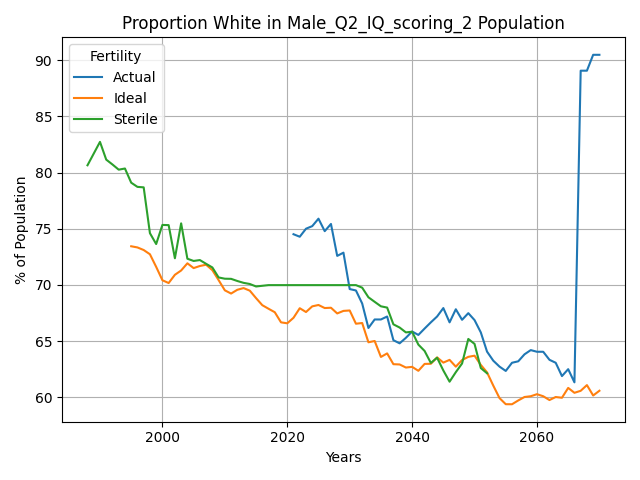 Proportion White in Male_Q2_IQ_scoring_2 Population
Fertility
Actual
Ideal
Sterile
90
85
80
75
70
65
60
% of Population
2000
2020
2040
2060
Years